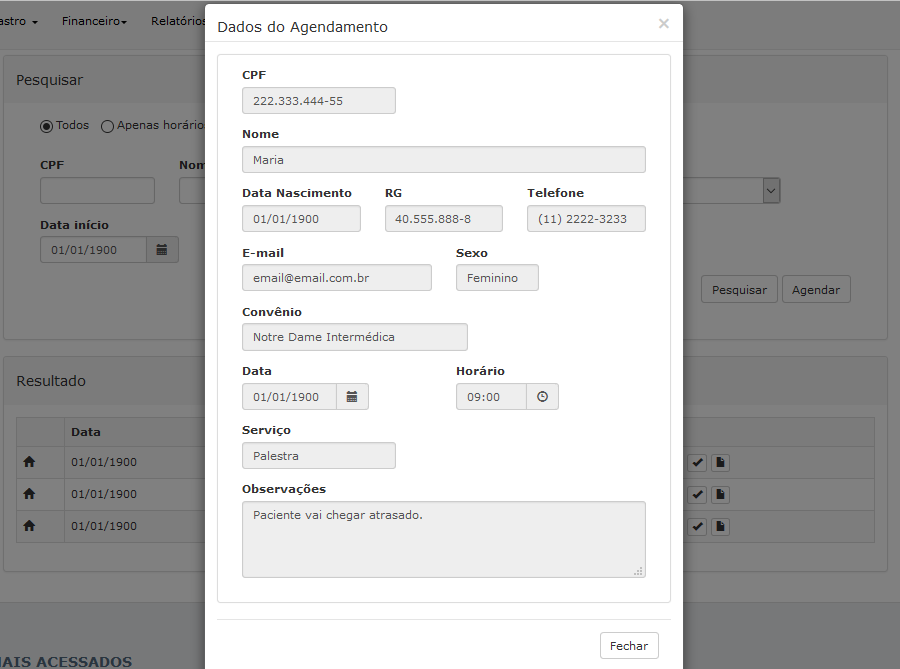 Financeiro
Relatórios
Dados do Agendamento
×
Pesquisar
Todos
Apenas horário
CPF
Data início
01/01/1900
Pesquisar
Agendar
CPF
222.333.444-55
Nome
Maria
Data Nascimento
RG
Telefone
01/01/1900
40.555.888-8
(11) 2222-3233
E-mail
Sexo
email@email.com.br
Feminino
Convênio
Notre Dame Intermédica
Data
Horário
01/01/1900
09:00
Serviço
Palestra
Observações
Paciente vai chegar atrasado.
Fechar
Resultado
Data
01/01/1900
01/01/1900
01/01/1900
ACESSADOS